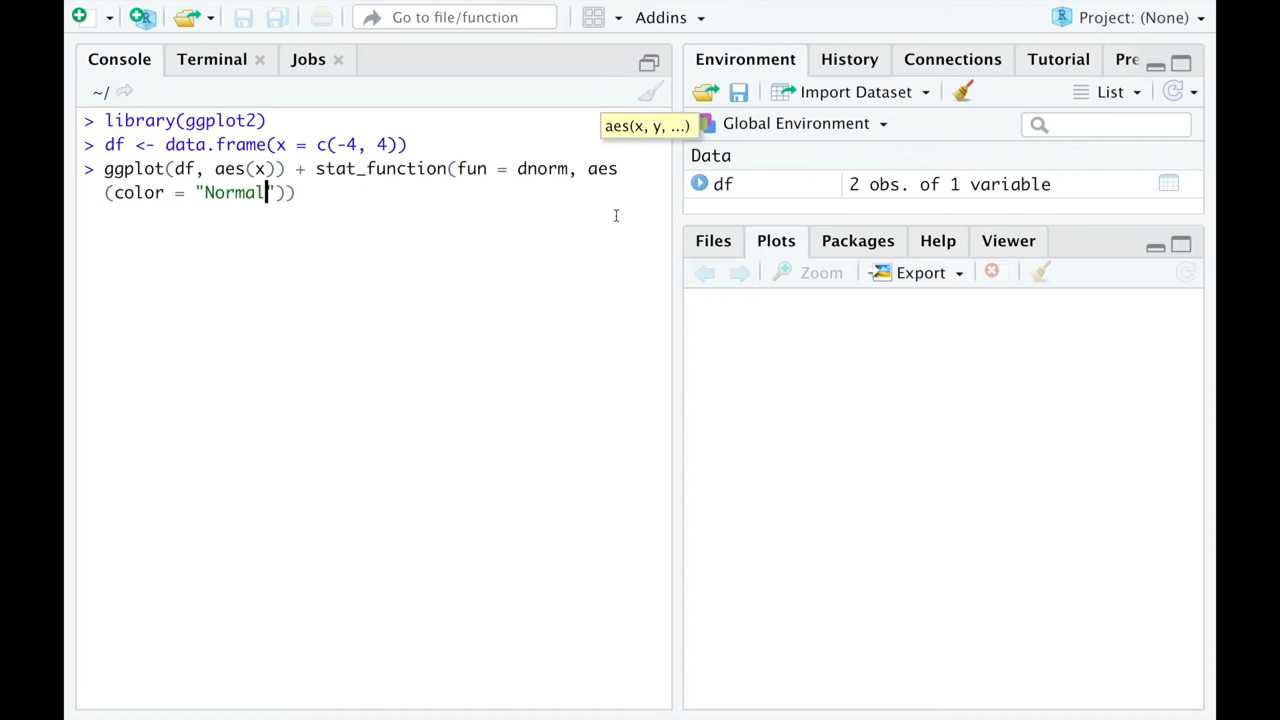 Go to file/function
Addins
Project: (None)
Console
Terminal
Jobs
~/
> library(ggplot2)
> df <- data.frame(x = c(-4, 4))
> ggplot(df, aes(x)) + stat_function(fun = dnorm, aes
(color = "Normal"))
aes(x, y, ...)
Environment
History
Connections
Tutorial
Pre
Import Dataset
List
Global Environment
Data
df
2 obs. of 1 variable
Files
Plots
Packages
Help
Viewer
Zoom
Export